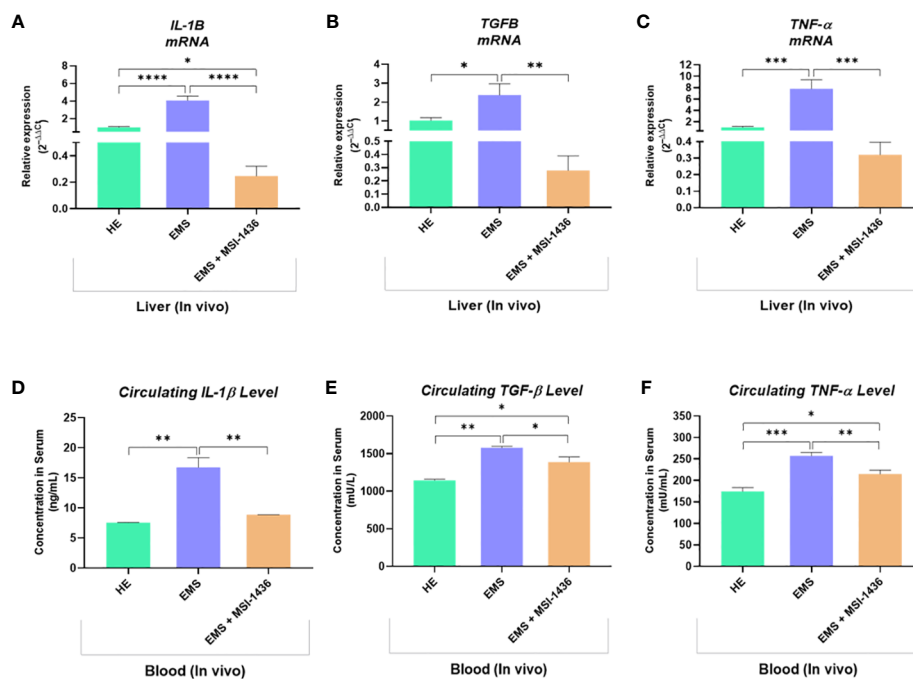 A
IL-1B
mRNA
Relative expression
(2^-ΔΔCt)
8
6
4
2
0.4
0.2
0.0
*
****
****
HE
EMS
EMS + MSI-1436
Liver (In vivo)
B
TGFB
mRNA
Relative expression
4
3
2
1
0.5
0.4
0.3
0.2
0.1
0.0
*
**
HE
EMS
EMS + MSI-1436
Liver (In vivo)
C
TNF-α
mRNA
Relative expression
12
10
8
6
4
2
0.4
0.3
0.2
0.1
0.0
***
***
HE
EMS
EMS + MSI-1436
Liver (In vivo)
D
Circulating IL-1β Level
Concentration in Serum
(ng/mL)
25
20
15
10
5
0
**
**
HE
EMS
EMS + MSI-1436
Blood (In vivo)
E
Circulating TGF-β Level
Concentration in Serum
(mU/L)
2000
1500
1000
500
0
*
**
*
HE
EMS
EMS + MSI-1436
Blood (In vivo)
F
Circulating TNF-α Level
Concentration in Serum
(mU/mL)
350
300
250
200
150
100
50
0
*
***
**
HE
EMS
EMS + MSI-1436
Blood (In vivo)